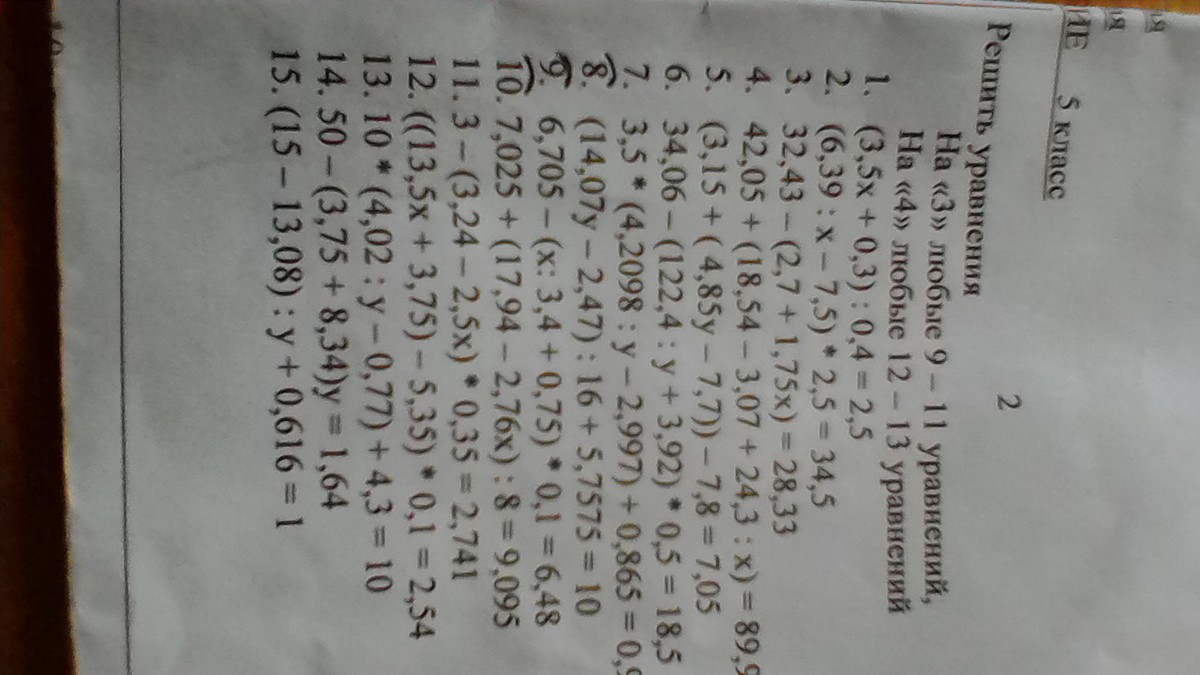 ИЕ 5 класс
2
Решить уравнения
На «3» любые 9 – 11 уравнений,
На «4» любые 12 – 13 уравнений
1. (3,5x + 0,3) : 0,4 = 2,5
2. (6,39 : x – 7,5) * 2,5 = 34,5
3. 32,43 – (2,7 + 1,75x) = 28,33
4. 42,05 + (18,54 – 3,07 + 24,3 : x) = 89,9
5. (3,15 + ( 4,85y – 7,7)) – 7,8 = 7,05
6. 34,06 – (122,4 : y + 3,92) * 0,5 = 18,5
7. 3,5 * (4,2098 : y – 2,997) + 0,865 = 0,9
8. (14,07y – 2,47) : 16 + 5,7575 = 10
9. 6,705 – (x: 3,4 + 0,75) * 0,1 = 6,48
10. 7,025 + (17,94 – 2,76x) : 8 = 9,095
11. 3 – (3,24 – 2,5x) * 0,35 = 2,741
12. ((13,5x + 3,75) – 5,35) * 0,1 = 2,54
13. 10 * (4,02 : y – 0,77) + 4,3 = 10
14. 50 – (3,75 + 8,34)y = 1,64
15. (15 – 13,08) : y + 0,616 = 1